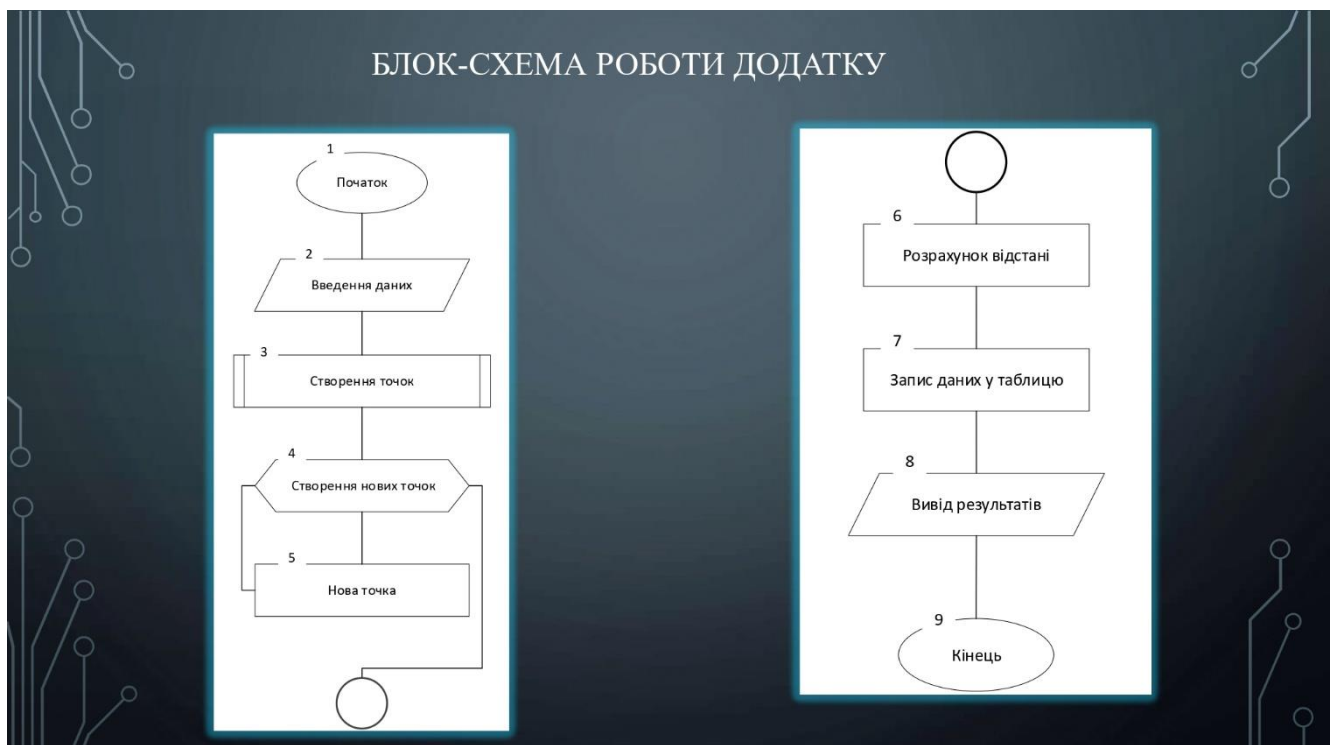 БЛОК-СХЕМА РОБОТИ ДОДАТКУ
1
Початок
2
Введення даних
3
Створення точок
4
Створення нових точок
5
Нова точка
6
Розрахунок відстані
7
Запис даних у таблицю
8
Вивід результатів
9
Кінець